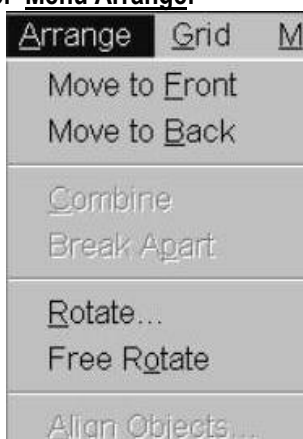 Menu Arrange:
Arrange Grid M
Move to Front
Move to Back
Combine
Break Apart
Rotate...
Free Rotate
Align Objects...